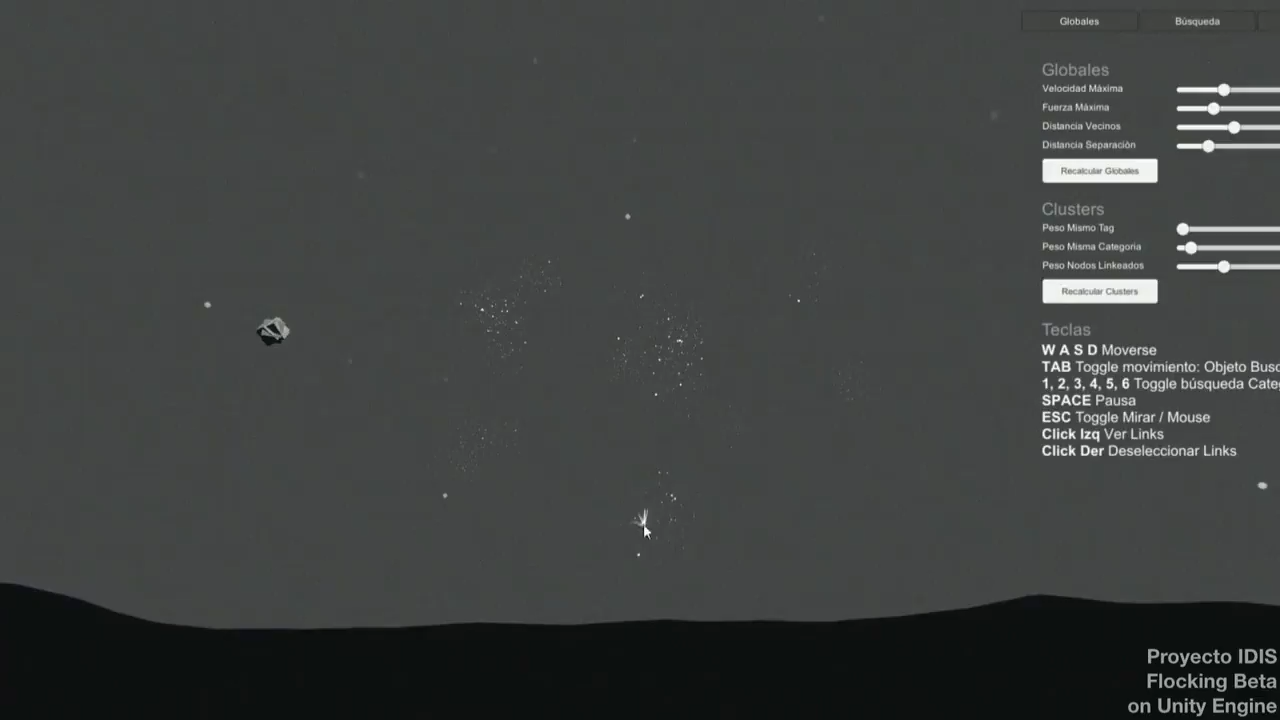 Globales
Búsqueda
Globales
Velocidad Máxima
Fuerza Máxima
Distancia Vecinos
Distancia Separación
Recalcular Globales
Clusters
Peso Mismo Tag
Peso Misma Categoria
Peso Nodos Linkeados
Recalcular Clusters
Teclas
W A S D Moverse
TAB Toggle movimiento: Objeto
1, 2, 3, 4, 5, 6 Toggle búsqueda
SPACE Pausa
ESC Toggle Mirar / Mouse
Click Izq Ver Links
Click Der Deseleccionar Links
Proyecto IDIS
Flocking Beta
on Unity Engine